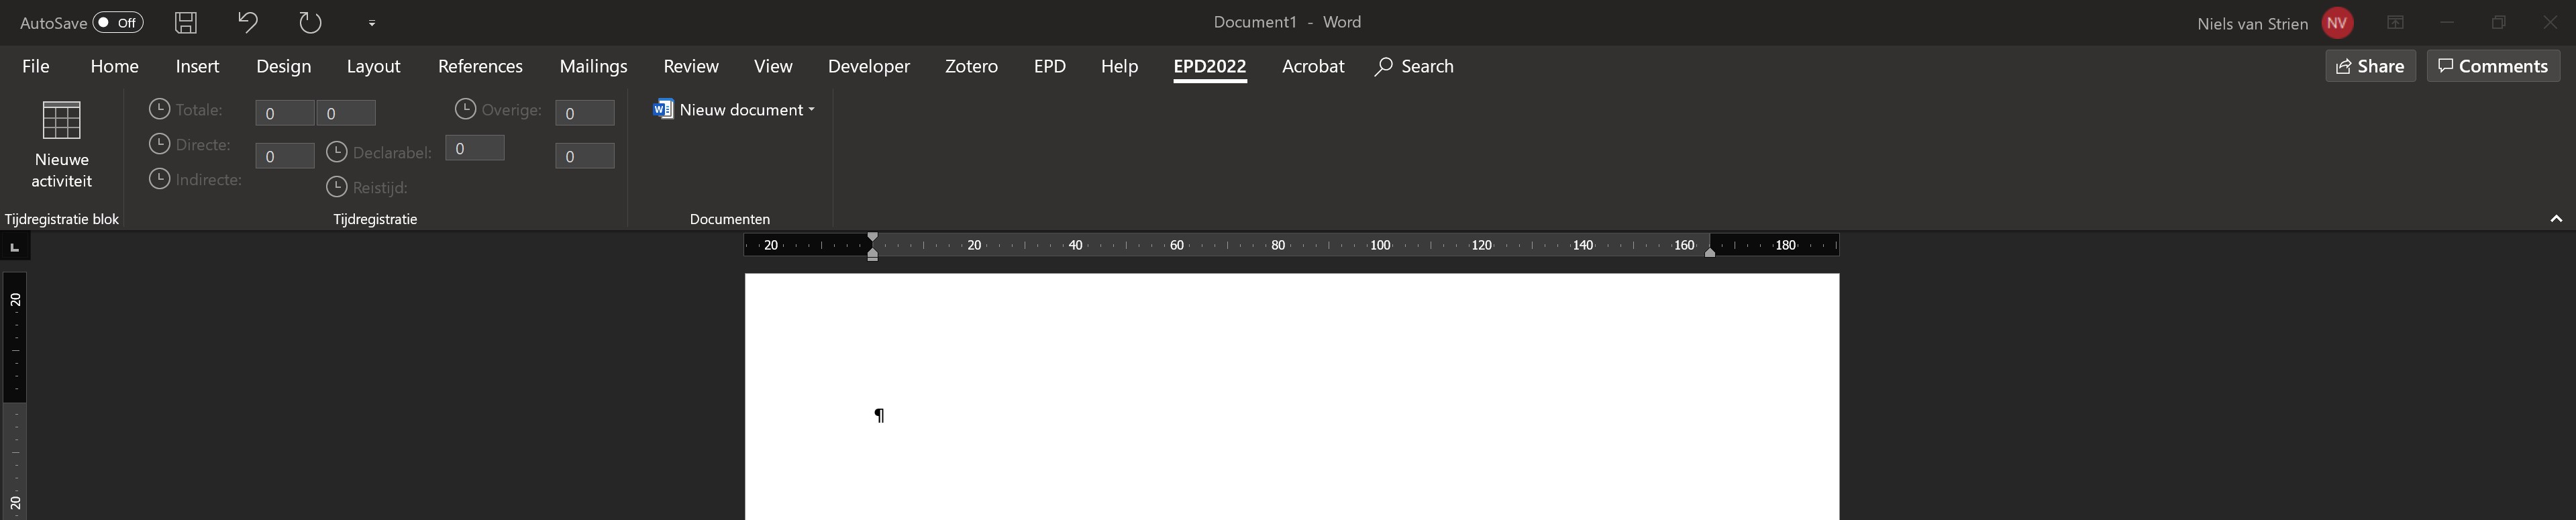 AutoSave Off Document1 - Word Niels van Strien NV
File Home Insert Design Layout References Mailings Review View Developer Zotero EPD Help EPD2022 Acrobat Search Share Comments
Nieuwe
activiteit
Tijdregistratie blok
Totale: 0 0 Overige: 0
Directe: 0 Declarabel: 0 0
Indirecte: Reistijd:
Tijdregistratie
W Nieuw document
Documenten
20 20 40 60 80 100 120 140 160 180
20
¶
20